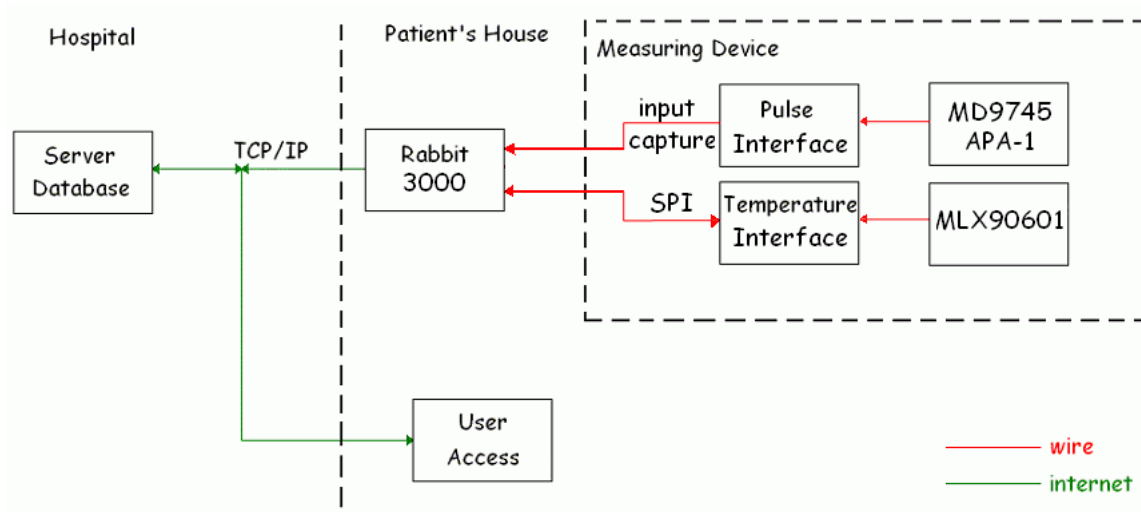 Hospital
Patient's House
Measuring Device
Server
Database
TCP/IP
Rabbit
3000
input
capture
Pulse
Interface
MD9745
APA-1
SPI
Temperature
Interface
MLX90601
User
Access
wire
internet